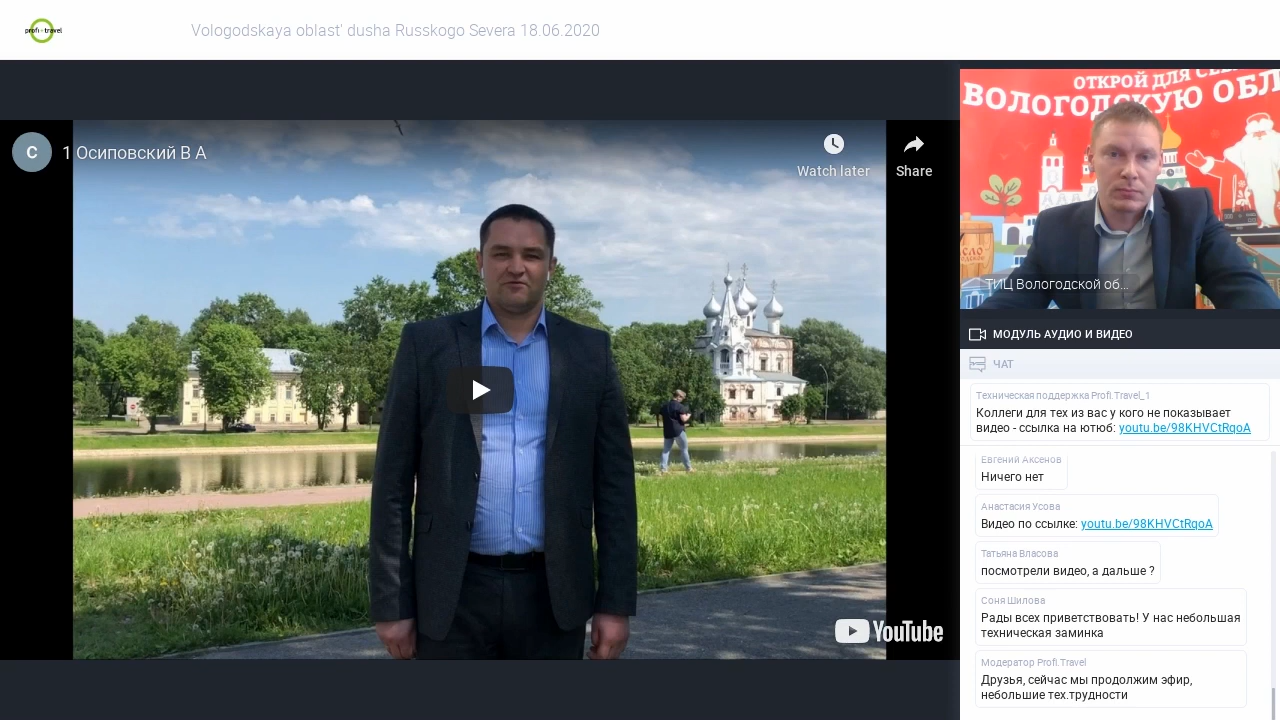 profi travel
Vologodskaya oblast' dusha Russkogo Severa 18.06.2020
С
1 Осиповский В А
Watch later
Share
YouTube
ОТКРОЙ ДЛЯ
ВОЛОГОДСКУЮ
ТИЦ Вологодской об...
МОДУЛЬ АУДИО И ВИДЕО
ЧАТ
Техническая поддержка Profi.Travel_1
Коллеги для тех из вас у кого не показывает
видео - ссылка на ютюб: youtu.be/98KHVCtRqoA
Евгений Аксенов
Ничего нет
Анастасия Усова
Видео по ссылке: youtu.be/98KHVCtRqoA
Татьяна Власова
посмотрели видео, а дальше ?
Соня Шилова
Рады всех приветствовать! У нас небольшая
техническая заминка
Модератор Profi.Travel
Друзья, сейчас мы продолжим эфир,
небольшие тех.трудности